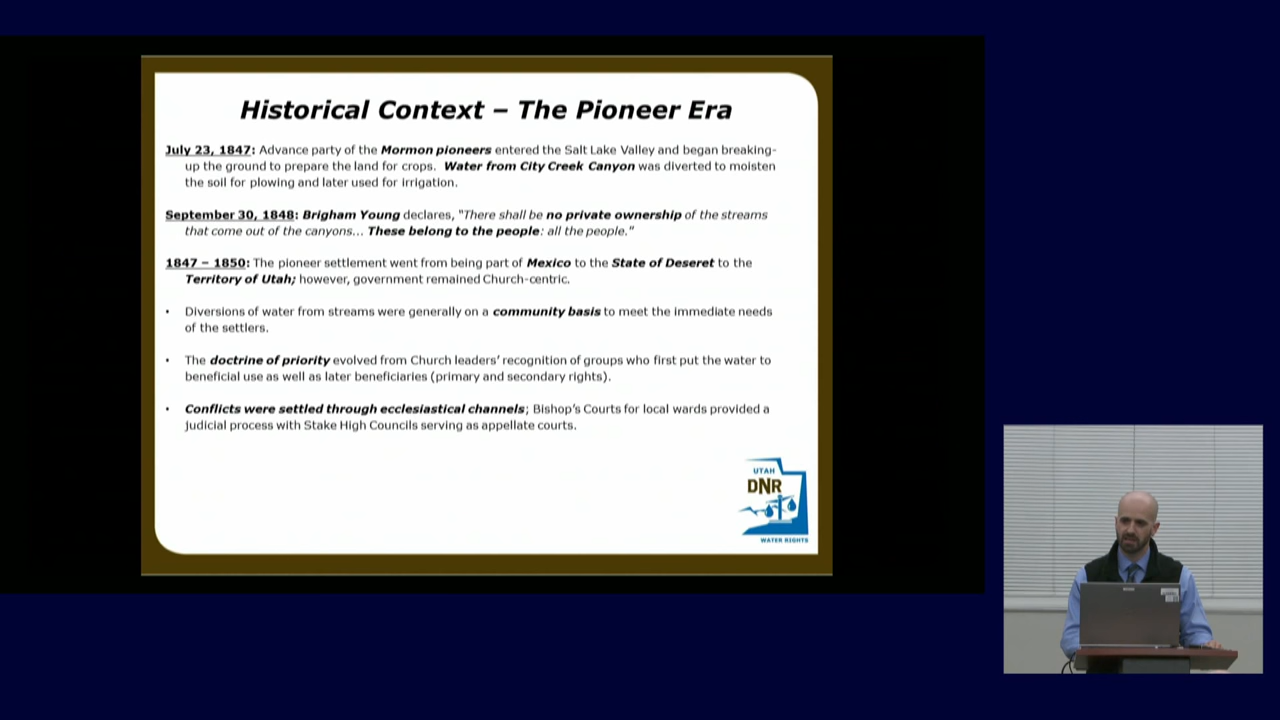 Historical Context – The Pioneer Era
July 23, 1847: Advance party of the Mormon pioneers entered the Salt Lake Valley and began breaking-
up the ground to prepare the land for crops. Water from City Creek Canyon was diverted to moisten
the soil for plowing and later used for irrigation.
September 30, 1848: Brigham Young declares, "There shall be no private ownership of the streams
that come out of the canyons... These belong to the people: all the people."
1847 – 1850: The pioneer settlement went from being part of Mexico to the State of Deseret to the
Territory of Utah; however, government remained Church-centric.
• Diversions of water from streams were generally on a community basis to meet the immediate needs
of the settlers.
• The doctrine of priority evolved from Church leaders' recognition of groups who first put the water to
beneficial use as well as later beneficiaries (primary and secondary rights).
• Conflicts were settled through ecclesiastical channels; Bishop's Courts for local wards provided a
judicial process with Stake High Councils serving as appellate courts.
UTAH
DNR
WATER RIGHTS